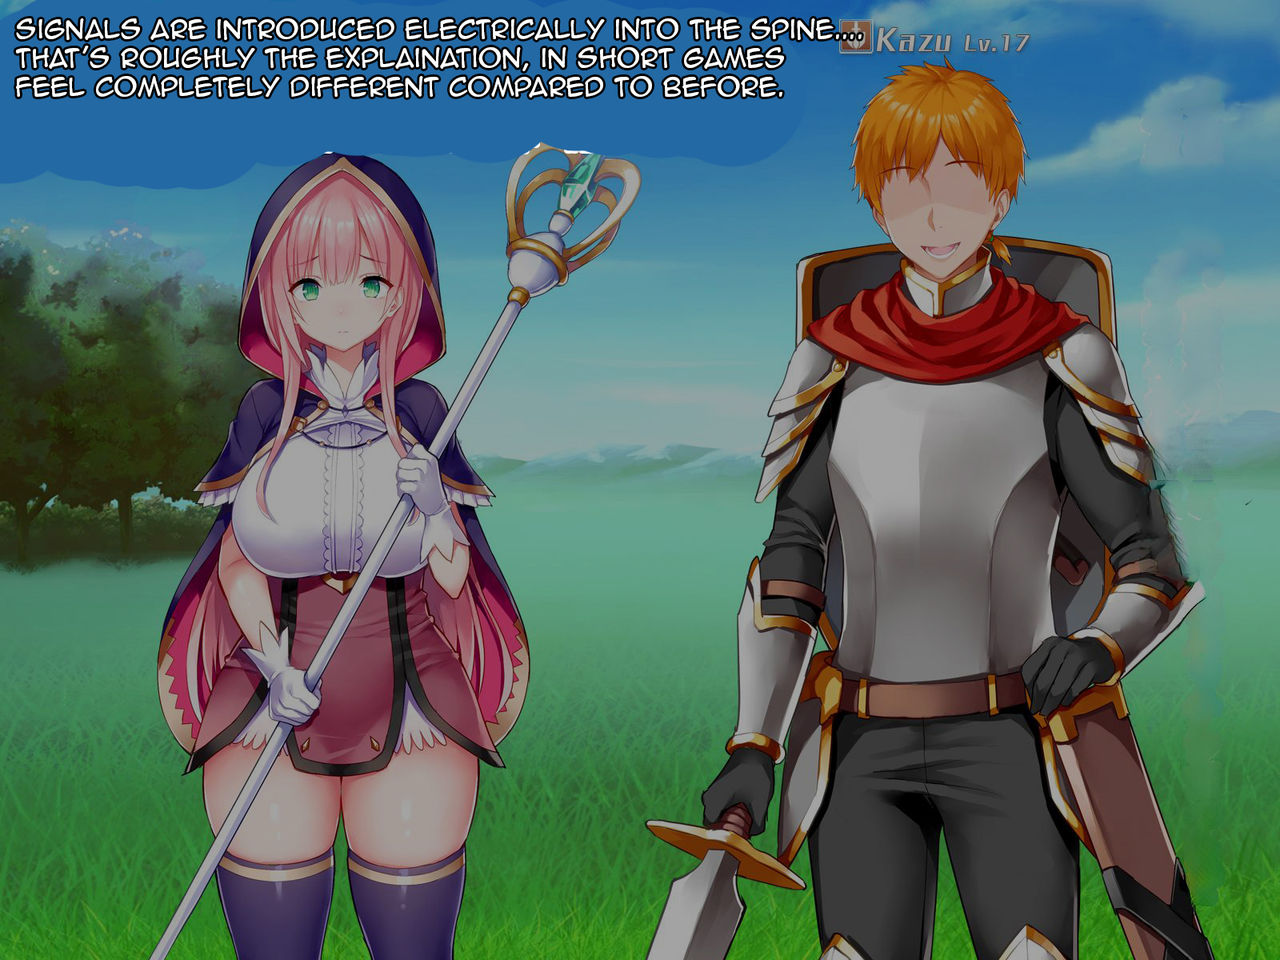 SIGNALS ARE INTRODUCED ELECTRICALLY INTO THE SPINE....
THAT'S ROUGHLY THE EXPLAINATION, IN SHORT GAMES
FEEL COMPLETELY DIFFERENT COMPARED TO BEFORE.
Kazu Lv.17